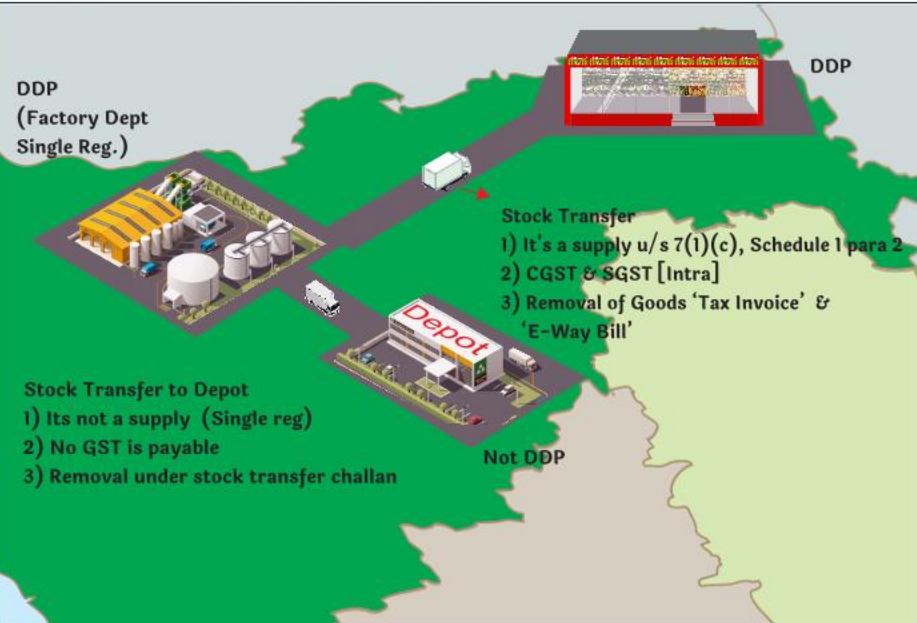 DDP
(Factory Dept
Single Reg.)
DDP
Stock Transfer
1) It's a supply u/s 7(1)(c), Schedule 1 para 2
2) CGST & SGST [Intra]
3) Removal of Goods 'Tax Invoice' &
'E-Way Bill'
Depot
Stock Transfer to Depot
1) Its not a supply (Single reg)
2) No GST is payable
3) Removal under stock transfer challan
Not DDP